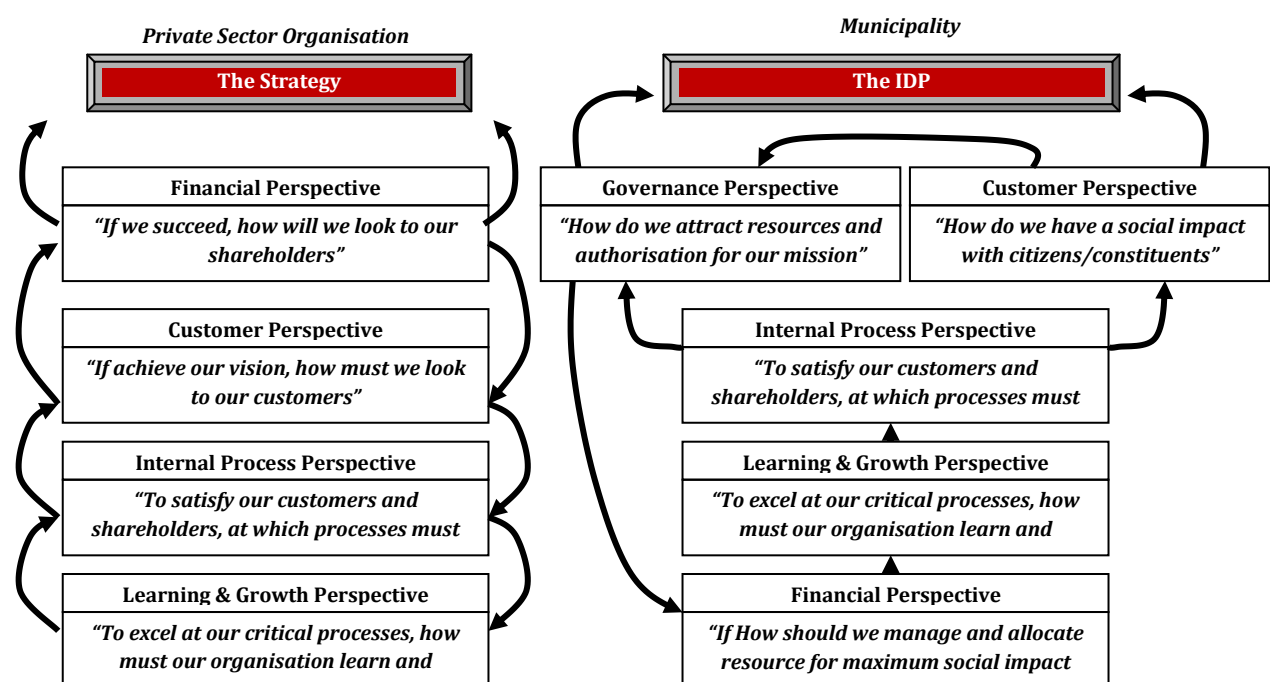 Private Sector Organisation
The Strategy
Financial Perspective
“If we succeed, how will we look to our
shareholders”
Customer Perspective
“If achieve our vision, how must we look
to our customers”
Internal Process Perspective
“To satisfy our customers and
shareholders, at which processes must
Learning & Growth Perspective
“To excel at our critical processes, how
must our organisation learn and
Municipality
The IDP
Governance Perspective
“How do we attract resources and
authorisation for our mission”
Customer Perspective
“How do we have a social impact
with citizens/constituents”
Internal Process Perspective
“To satisfy our customers and
shareholders, at which processes must
Learning & Growth Perspective
“To excel at our critical processes, how
must our organisation learn and
Financial Perspective
“If How should we manage and allocate
resource for maximum social impact